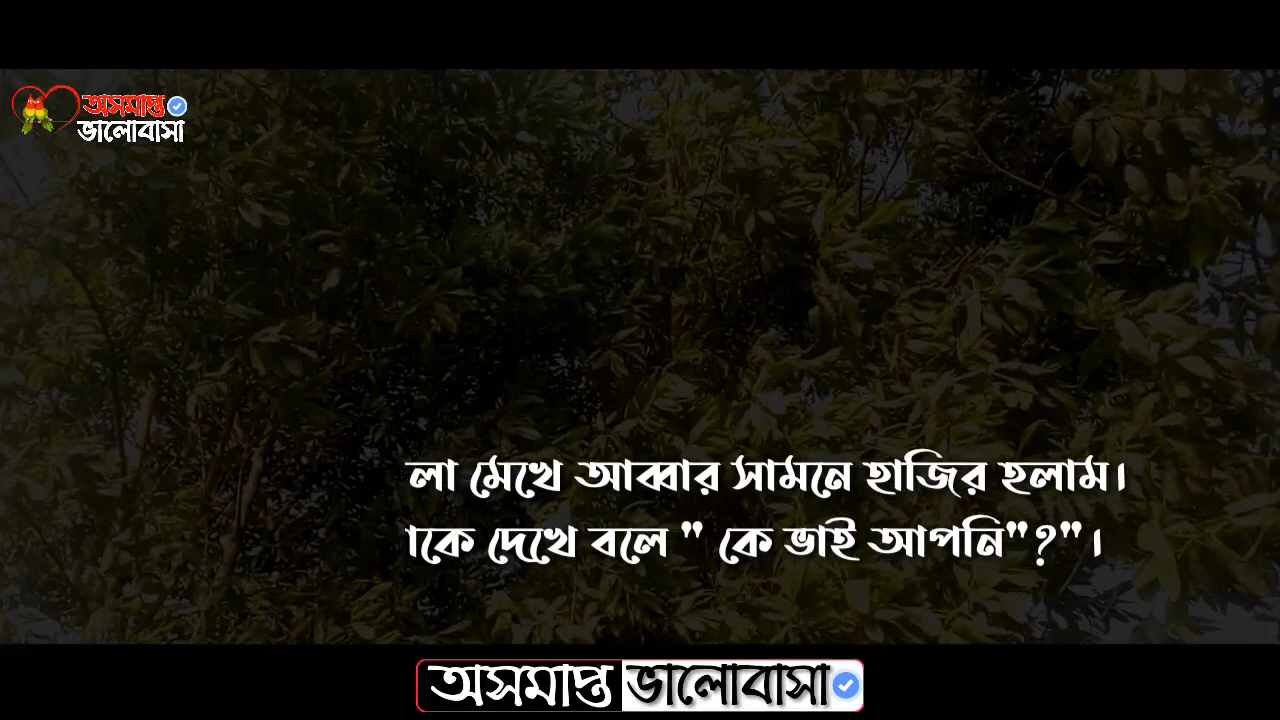 অসমাপ্ত
ভালোবাসা
লা মেখে আব্বার সামনে হাজির হলাম।
াকে দেখে বলে " কে ভাই আপনি"?"।
অসমাপ্ত ভালোবাসা